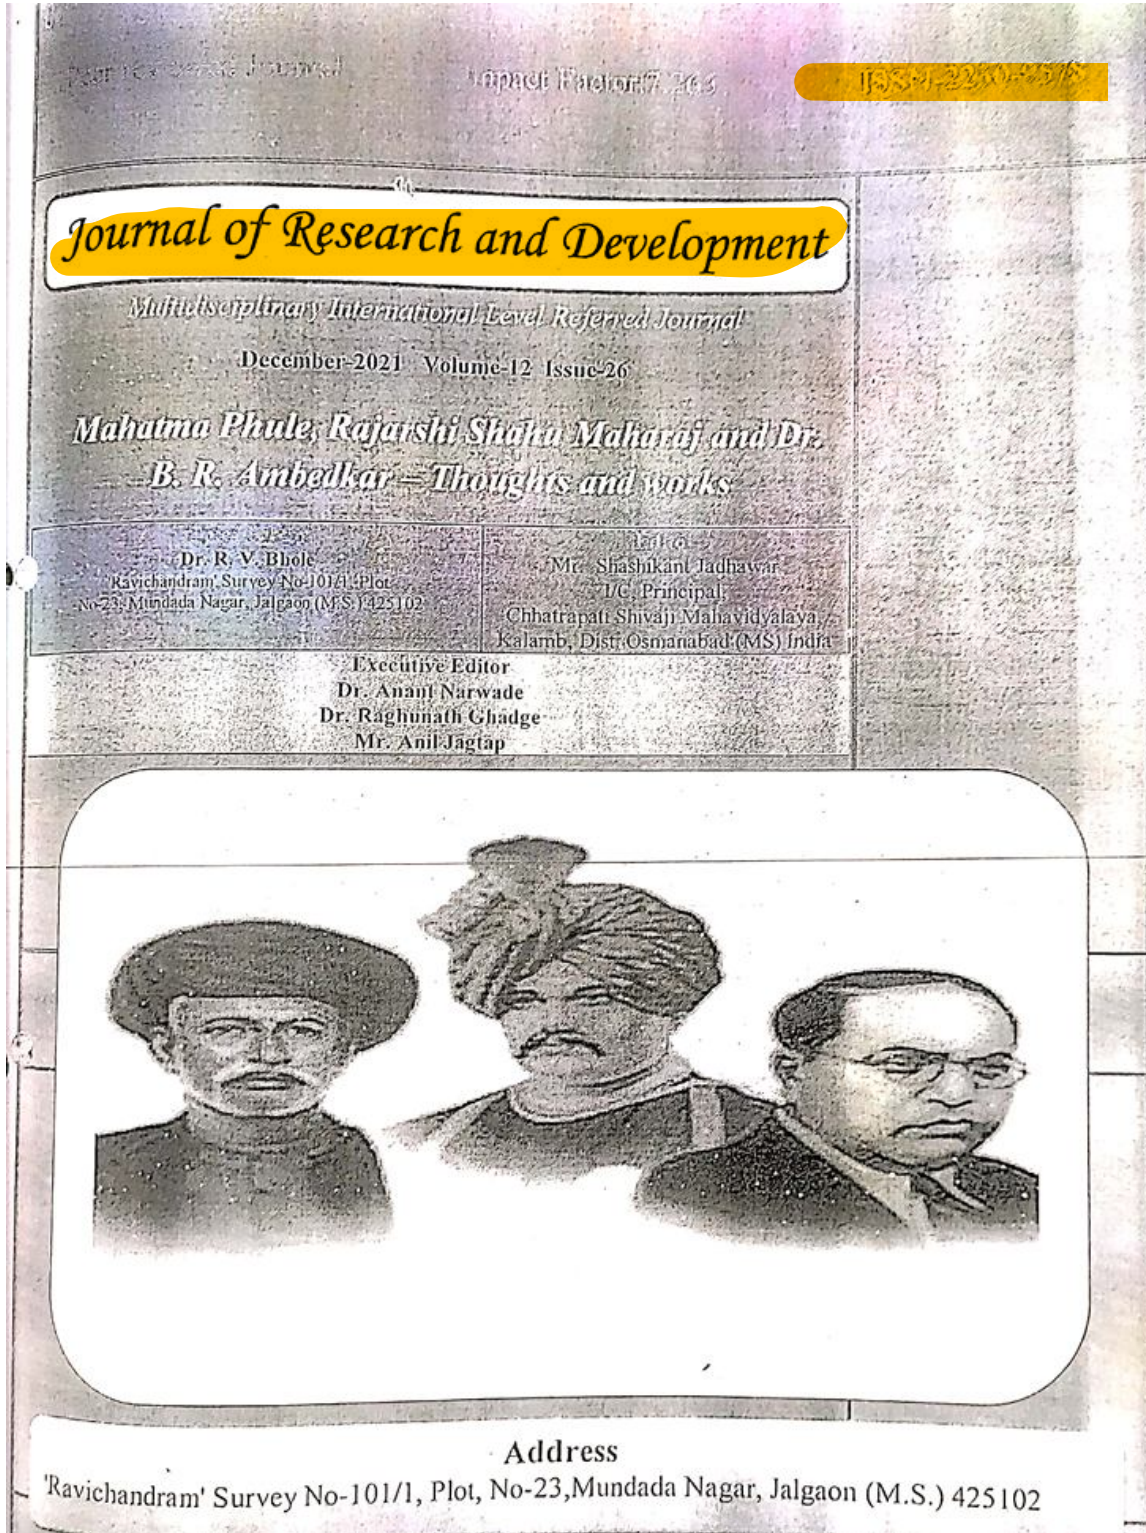 Journal
Impact Factor 7.265
Journal of Research and Development
Multidisciplinary International Level Referred Journal
December-2021 Volume-12 Issue-26
Mahatma Phule, Rajarshi Shahu Maharaj and Dr.
B. R. Ambedkar – Thoughts and works
Dr. R. V. Bhole
'Ravichandram' Survey No-101/1, Plot
No-23, Mundada Nagar, Jalgaon (M.S.) 425102
Mr. Shashikant Jadhawar
I/C. Principal,
Chhatrapati Shivaji Mahavidyalaya,
Kalamb, Dist. Osmanabad (MS) India
Executive Editor
Dr. Anant Narwade
Dr. Raghunath Ghadge
Mr. Anil Jagtap
Address
'Ravichandram' Survey No-101/1, Plot, No-23,Mundada Nagar, Jalgaon (M.S.) 425102